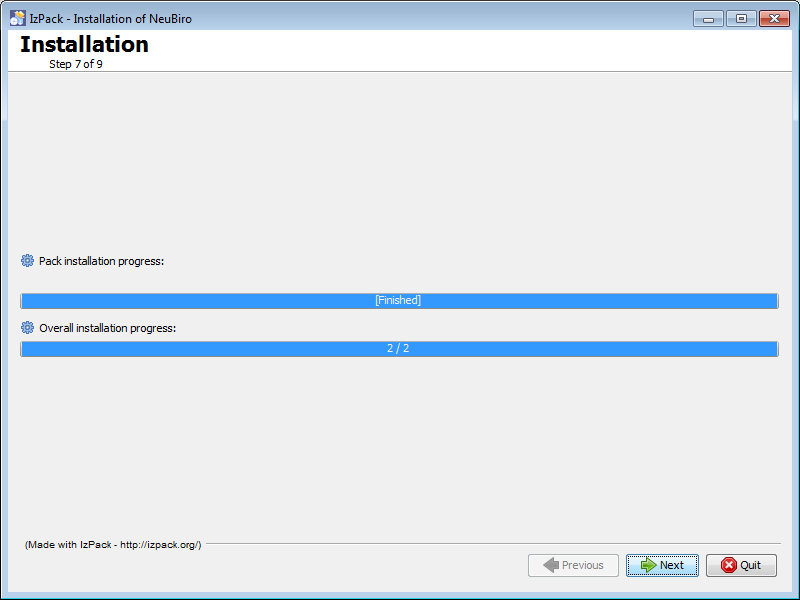 IzPack - Installation of NeuBiro
Installation
Step 7 of 9
Pack installation progress:
[Finished]
Overall installation progress:
2 / 2
(Made with IzPack - http://izpack.org/)
Previous Next Quit